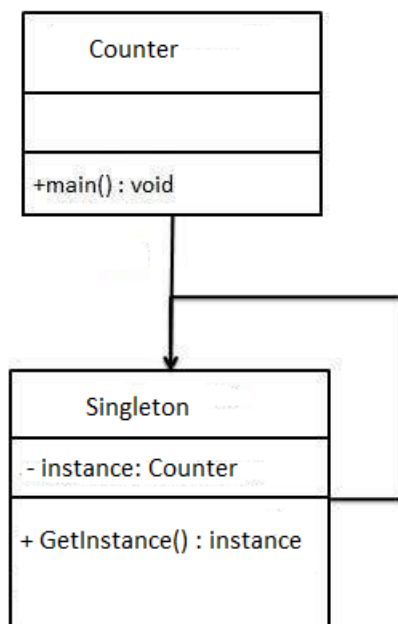 Counter
+main() : void
Singleton
- instance: Counter
+ GetInstance() : instance